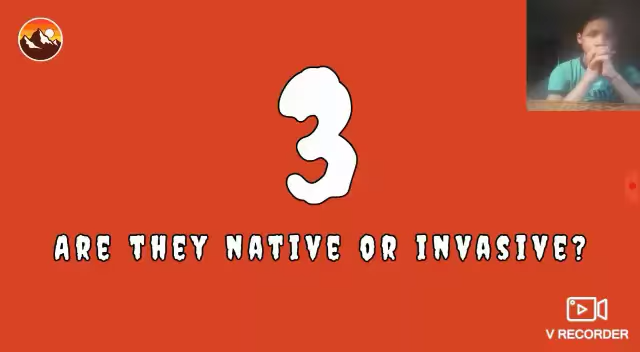 3
ARE THEY NATIVE OR INVASIVE?
V RECORDER